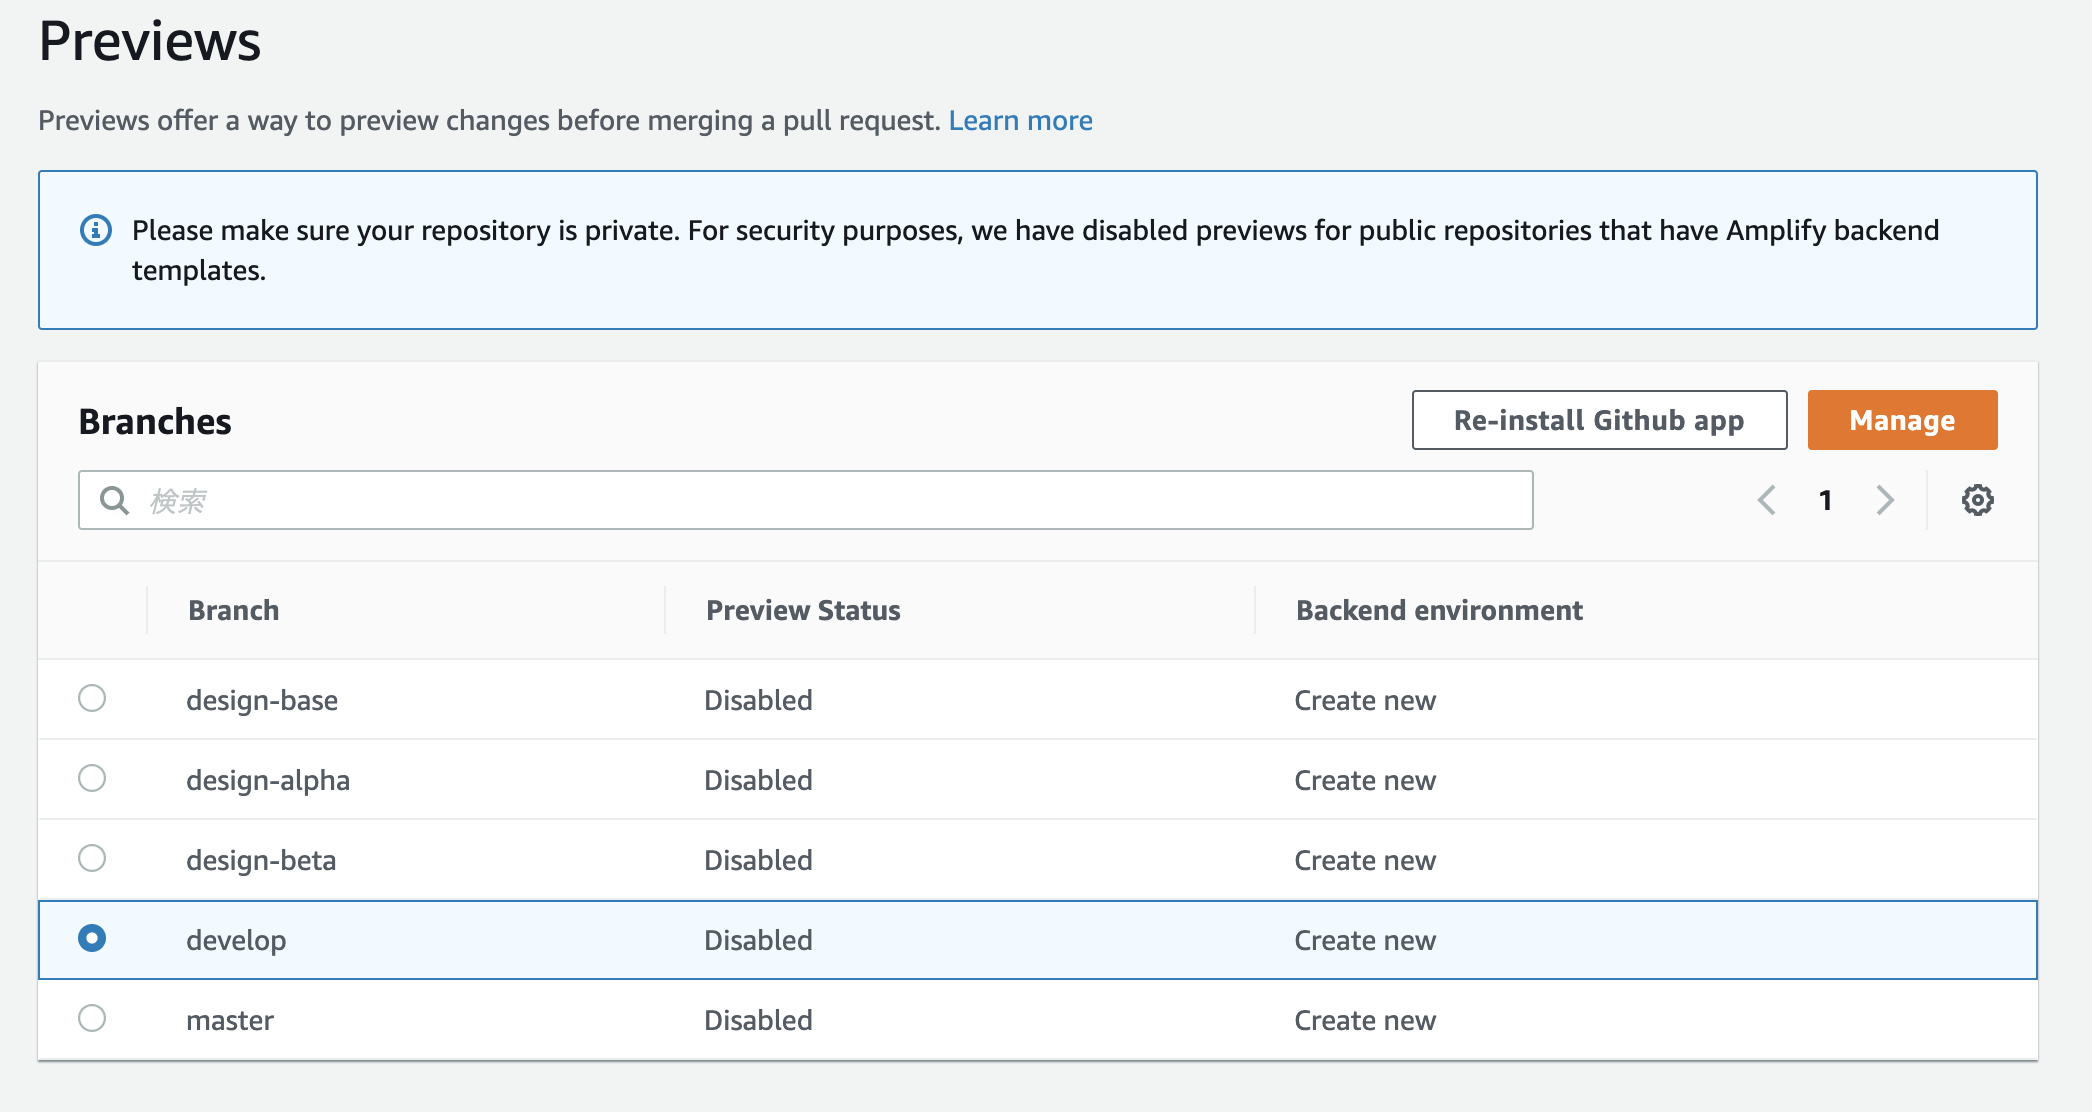 Previews
Previews offer a way to preview changes before merging a pull request. Learn more
Please make sure your repository is private. For security purposes, we have disabled previews for public repositories that have Amplify backend
templates.
Branches
Re-install Github app
Manage
検索
1
Branch
Preview Status
Backend environment
design-base
Disabled
Create new
design-alpha
Disabled
Create new
design-beta
Disabled
Create new
develop
Disabled
Create new
master
Disabled
Create new